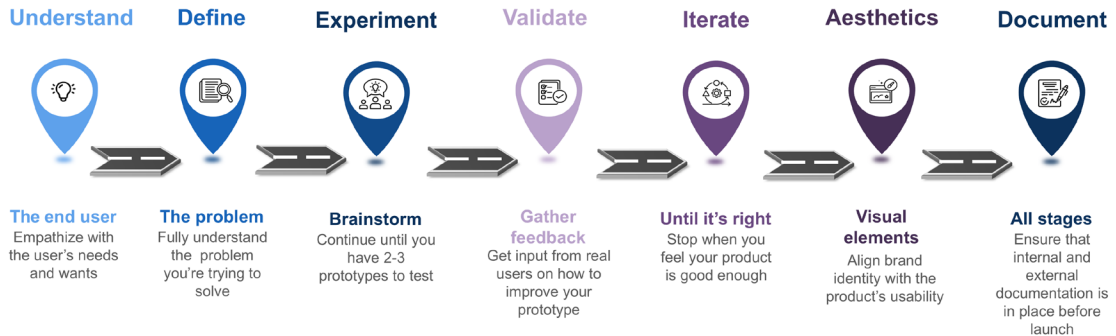 Understand
Define
Experiment
Validate
Iterate
Aesthetics
Document
The end user
Empathize with
the user's needs
and wants
The problem
Fully understand
the problem
you're trying to
solve
Brainstorm
Continue until you
have 2-3
prototypes to test
Gather
feedback
Get input from real
users on how to
improve your
prototype
Until it's right
Stop when you
feel your product
is good enough
Visual
elements
Align brand
identity with the
product's usability
All stages
Ensure that
internal and
external
documentation is
in place before
launch